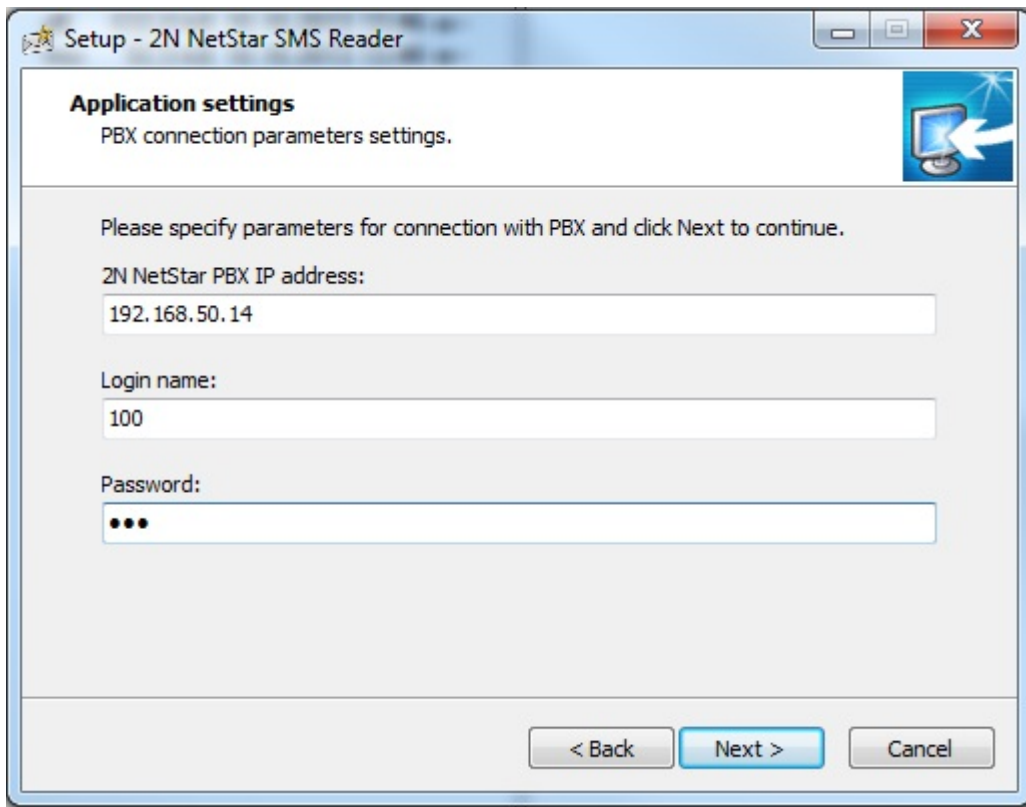 Setup - 2N NetStar SMS Reader
Application settings
PBX connection parameters settings.
Please specify parameters for connection with PBX and click Next to continue.
2N NetStar PBX IP address:
192.168.50.14
Login name:
100
Password:
•••
< Back Next > Cancel